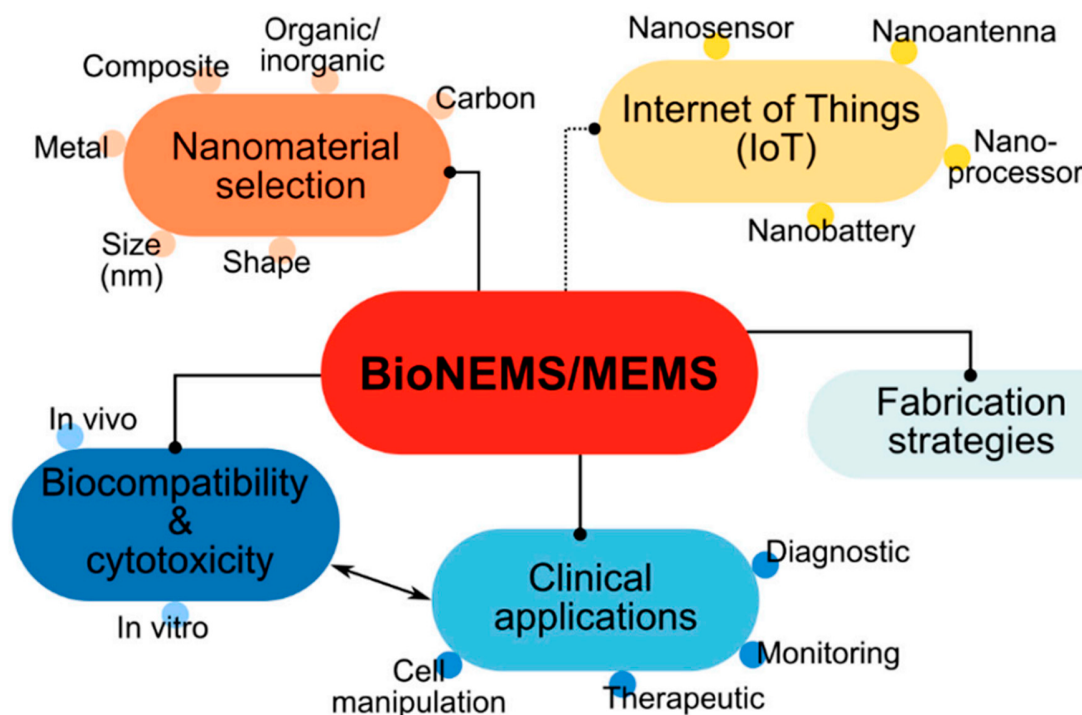 Organic/
inorganic
Composite
Carbon
Metal
Nanomaterial
selection
Size
(nm)
Shape
Nanosensor
Nanoantenna
Internet of Things
(IoT)
Nano-
processor
Nanobattery
BioNEMS/MEMS
Fabrication
strategies
In vivo
Biocompatibility
&
cytotoxicity
In vitro
Clinical
applications
Diagnostic
Monitoring
Therapeutic
Cell
manipulation